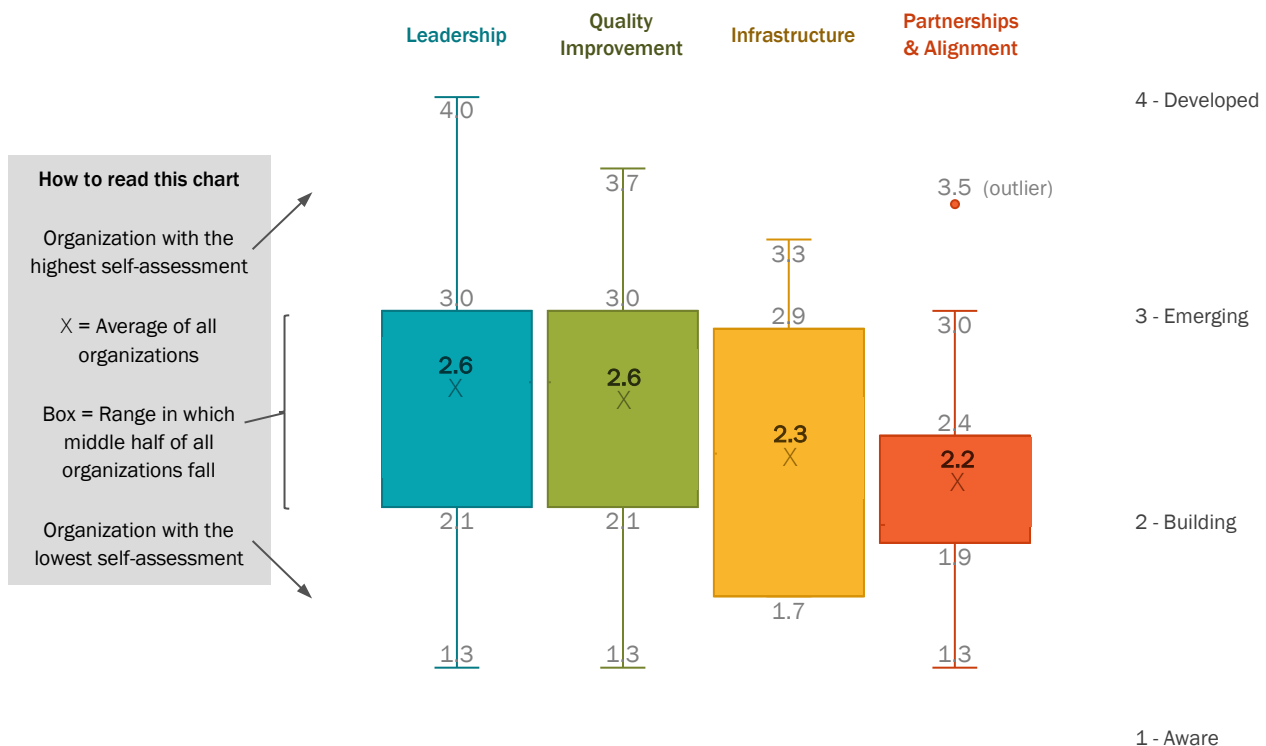 Leadership
Quality
Improvement
Infrastructure
Partnerships
& Alignment
How to read this chart
Organization with the
highest self-assessment
X = Average of all
organizations
Box = Range in which
middle half of all
organizations fall
Organization with the
lowest self-assessment
4.0
3.0
2.6
X
2.1
1.3
3.7
3.0
2.6
X
2.1
1.3
3.3
2.9
2.3
X
1.7
3.5 (outlier)
3.0
2.4
2.2
X
1.9
1.3
4 - Developed
3 - Emerging
2 - Building
1 - Aware